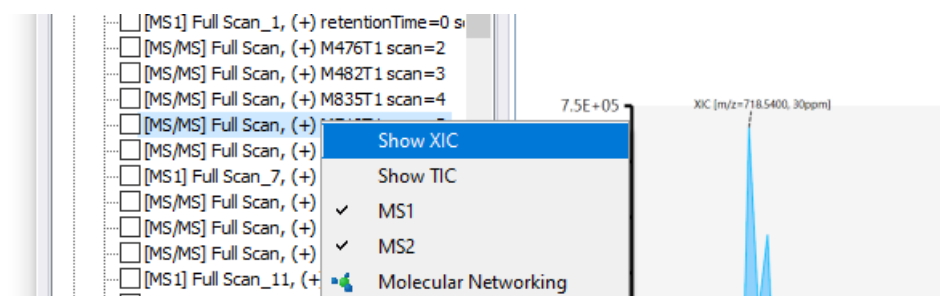 [MS1] Full Scan_1, (+) retentionTime=0
[MS/MS] Full Scan, (+) M476T1 scan=2
[MS/MS] Full Scan, (+) M482T1 scan=3
[MS/MS] Full Scan, (+) M835T1 scan=4
[MS/MS] Full Scan, (+)
[MS/MS] Full Scan, (+)
[MS1] Full Scan_7, (+)
[MS/MS] Full Scan, (+)
[MS/MS] Full Scan, (+)
[MS/MS] Full Scan, (+)
[MS1] Full Scan_11, (+
Show XIC
Show TIC
MS1
MS2
Molecular Networking
7.5E+05
XIC [m/z=718.5400, 30ppm]